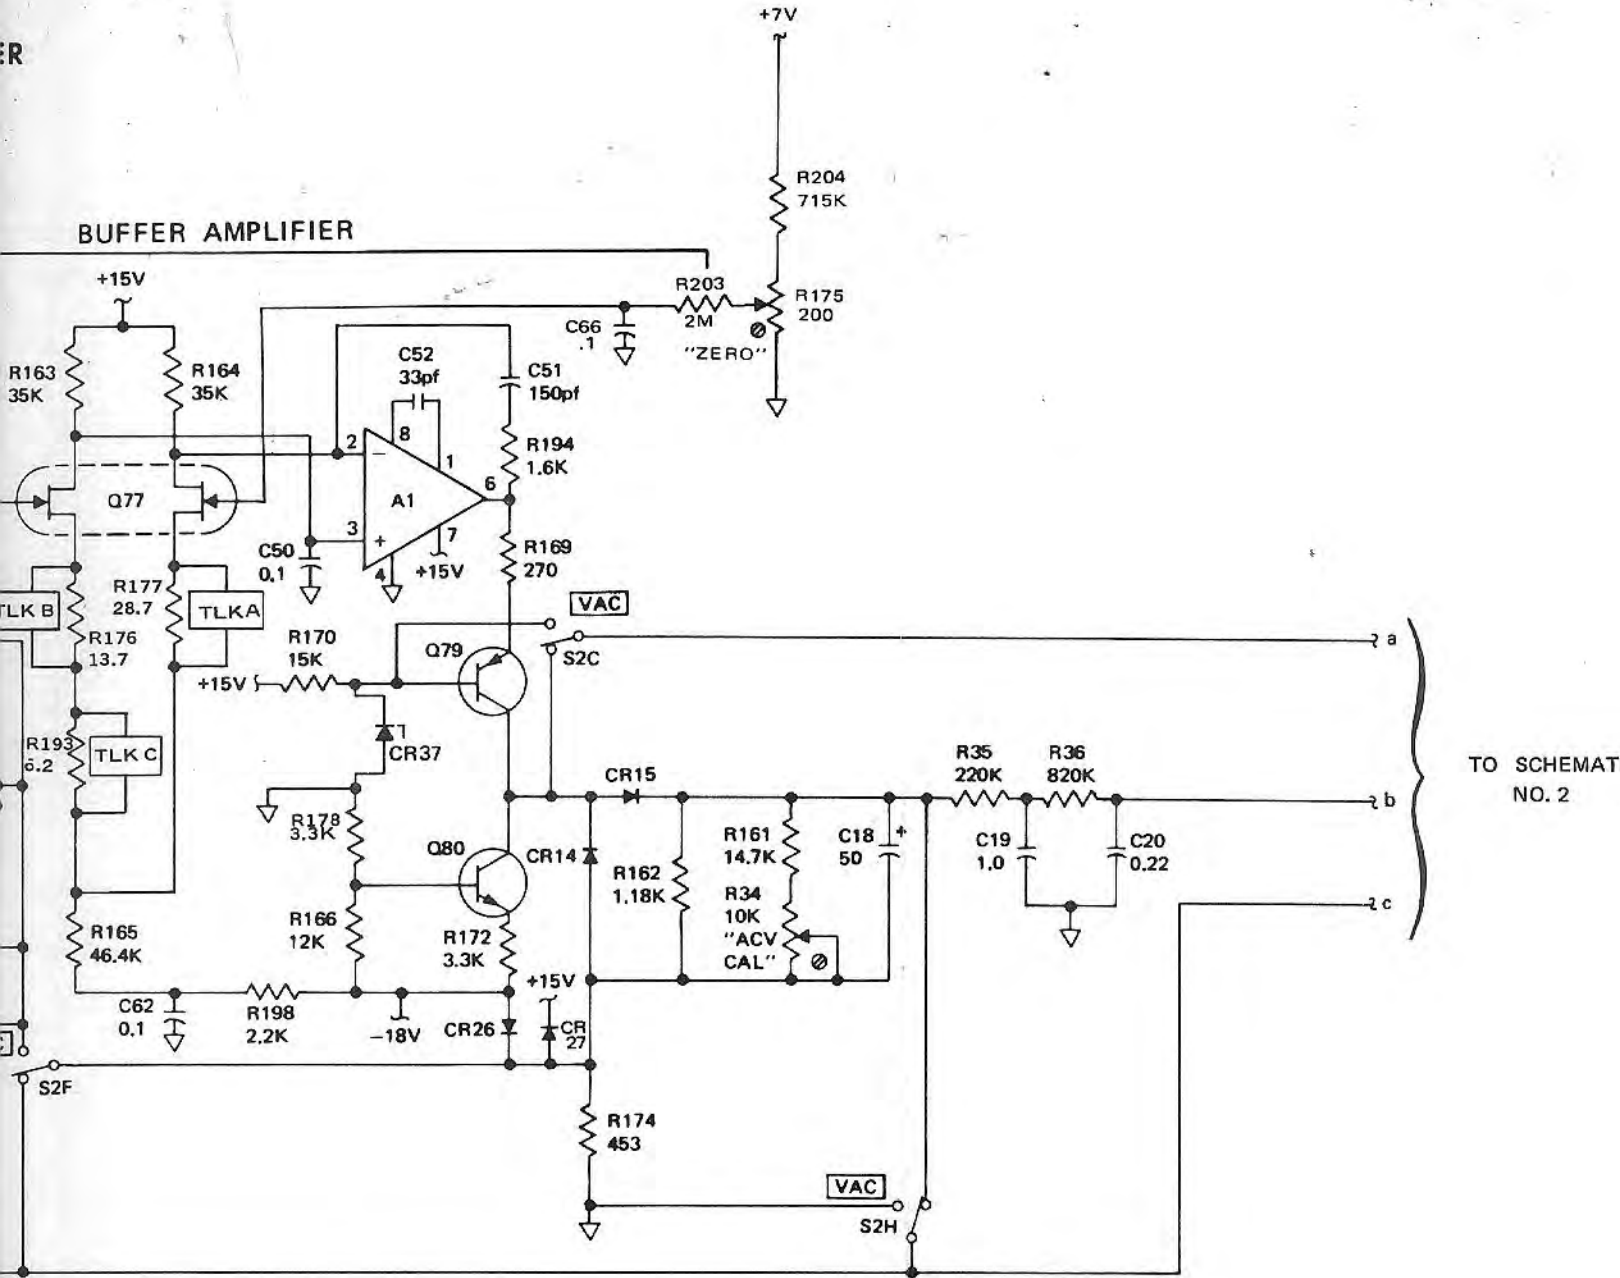 +7V
ER
R204
715K
BUFFER AMPLIFIER
+15V
R203
2M
R175
200
C66
.1
"ZERO"
R163
35K
R164
35K
C52
33pf
C51
150pf
8
2
−
1
R194
1.6K
Q77
A1
6
3
+
7
C50
0.1
4
+15V
R169
270
TLK B
R177
28.7
TLKA
VAC
R176
13.7
R170
15K
Q79
S2C
a
+15V
R193
6.2
TLK C
CR37
CR15
R35
220K
R36
820K
TO SCHEMAT
NO. 2
b
R178
3.3K
Q80
CR14
R162
1.18K
R161
14.7K
C18
50
+
C19
1.0
C20
0.22
R34
10K
"ACV
CAL"
c
R165
46.4K
R166
12K
R172
3.3K
+15V
C62
0.1
R198
2.2K
−18V
CR26
CR
27
S2F
R174
453
VAC
S2H